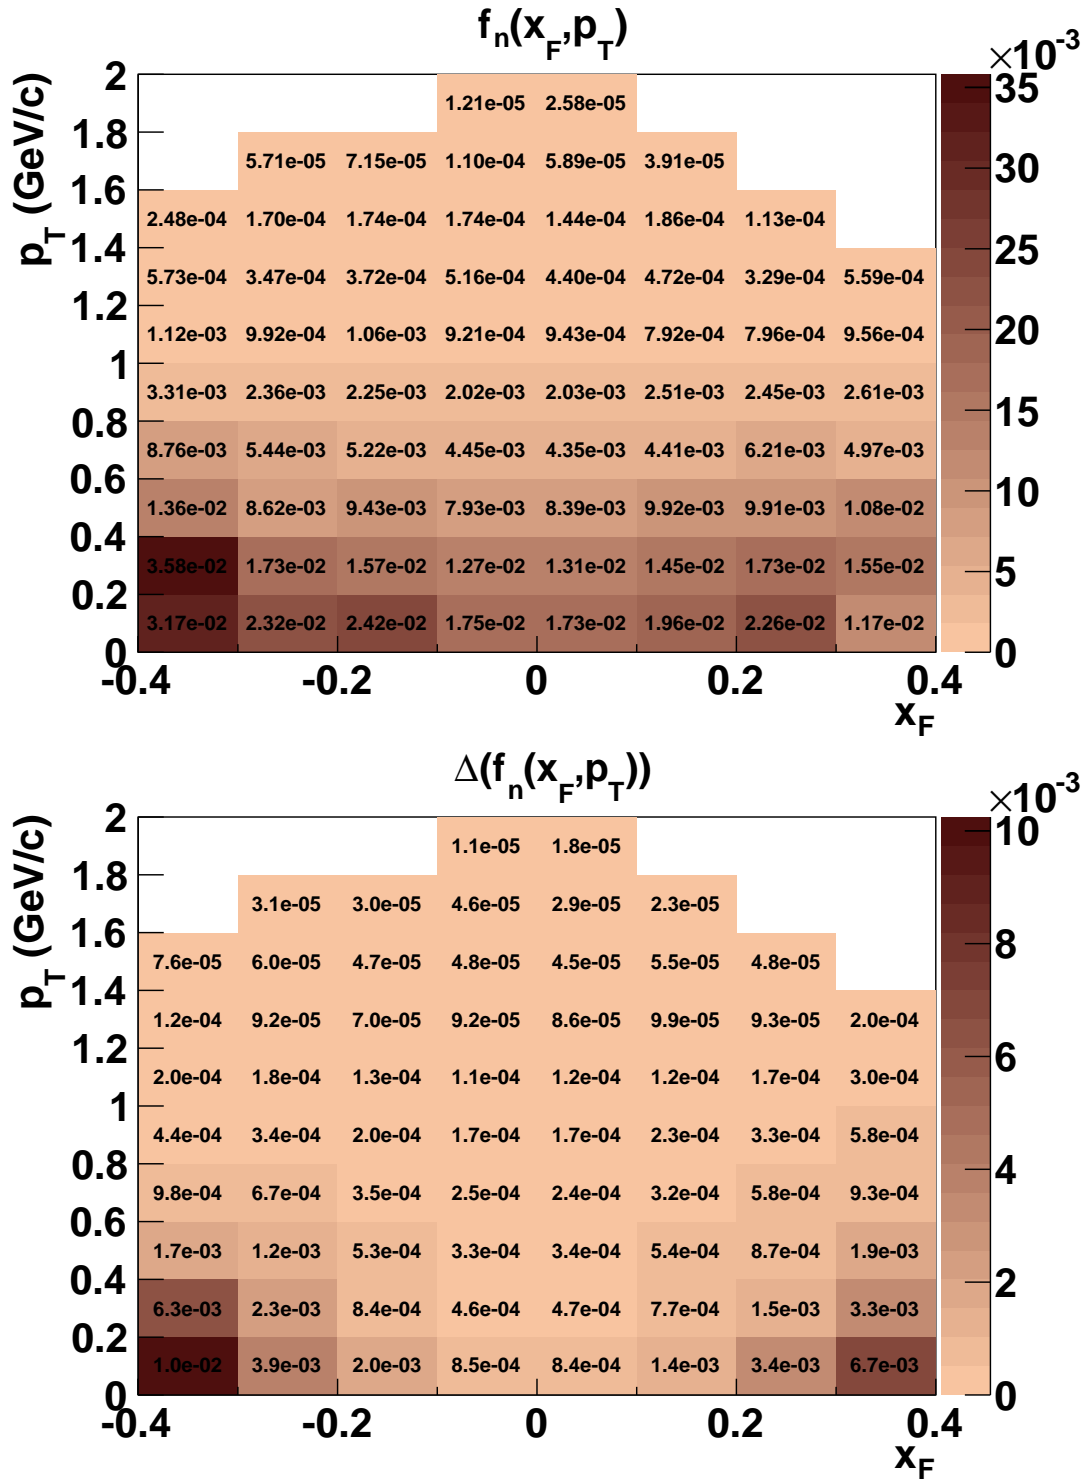 f_n(x_F,p_T)
×10^-3
p_T (GeV/c)
2 1.21e-05 2.58e-05 35
1.8
5.71e-05 7.15e-05 1.10e-04 5.89e-05 3.91e-05 30
1.6
2.48e-04 1.70e-04 1.74e-04 1.74e-04 1.44e-04 1.86e-04 1.13e-04
1.4 25
5.73e-04 3.47e-04 3.72e-04 5.16e-04 4.40e-04 4.72e-04 3.29e-04 5.59e-04
1.2 20
1.12e-03 9.92e-04 1.06e-03 9.21e-04 9.43e-04 7.92e-04 7.96e-04 9.56e-04
1
3.31e-03 2.36e-03 2.25e-03 2.02e-03 2.03e-03 2.51e-03 2.45e-03 2.61e-03
0.8 15
8.76e-03 5.44e-03 5.22e-03 4.45e-03 4.35e-03 4.41e-03 6.21e-03 4.97e-03
0.6 10
1.36e-02 8.62e-03 9.43e-03 7.93e-03 8.39e-03 9.92e-03 9.91e-03 1.08e-02
0.4
3.58e-02 1.73e-02 1.57e-02 1.27e-02 1.31e-02 1.45e-02 1.73e-02 1.55e-02 5
0.2
3.17e-02 2.32e-02 2.42e-02 1.75e-02 1.73e-02 1.96e-02 2.26e-02 1.17e-02
0 0
-0.4 -0.2 0 0.2 0.4
x_F
Δ(f_n(x_F,p_T))
×10^-3
p_T (GeV/c)
2 10
1.1e-05 1.8e-05
1.8
3.1e-05 3.0e-05 4.6e-05 2.9e-05 2.3e-05
1.6 8
7.6e-05 6.0e-05 4.7e-05 4.8e-05 4.5e-05 5.5e-05 4.8e-05
1.4
1.2e-04 9.2e-05 7.0e-05 9.2e-05 8.6e-05 9.9e-05 9.3e-05 2.0e-04
1.2 6
2.0e-04 1.8e-04 1.3e-04 1.1e-04 1.2e-04 1.2e-04 1.7e-04 3.0e-04
1
4.4e-04 3.4e-04 2.0e-04 1.7e-04 1.7e-04 2.3e-04 3.3e-04 5.8e-04
0.8 4
9.8e-04 6.7e-04 3.5e-04 2.5e-04 2.4e-04 3.2e-04 5.8e-04 9.3e-04
0.6
1.7e-03 1.2e-03 5.3e-04 3.3e-04 3.4e-04 5.4e-04 8.7e-04 1.9e-03
0.4 2
6.3e-03 2.3e-03 8.4e-04 4.6e-04 4.7e-04 7.7e-04 1.5e-03 3.3e-03
0.2
1.0e-02 3.9e-03 2.0e-03 8.5e-04 8.4e-04 1.4e-03 3.4e-03 6.7e-03
0 0
-0.4 -0.2 0 0.2 0.4
x_F